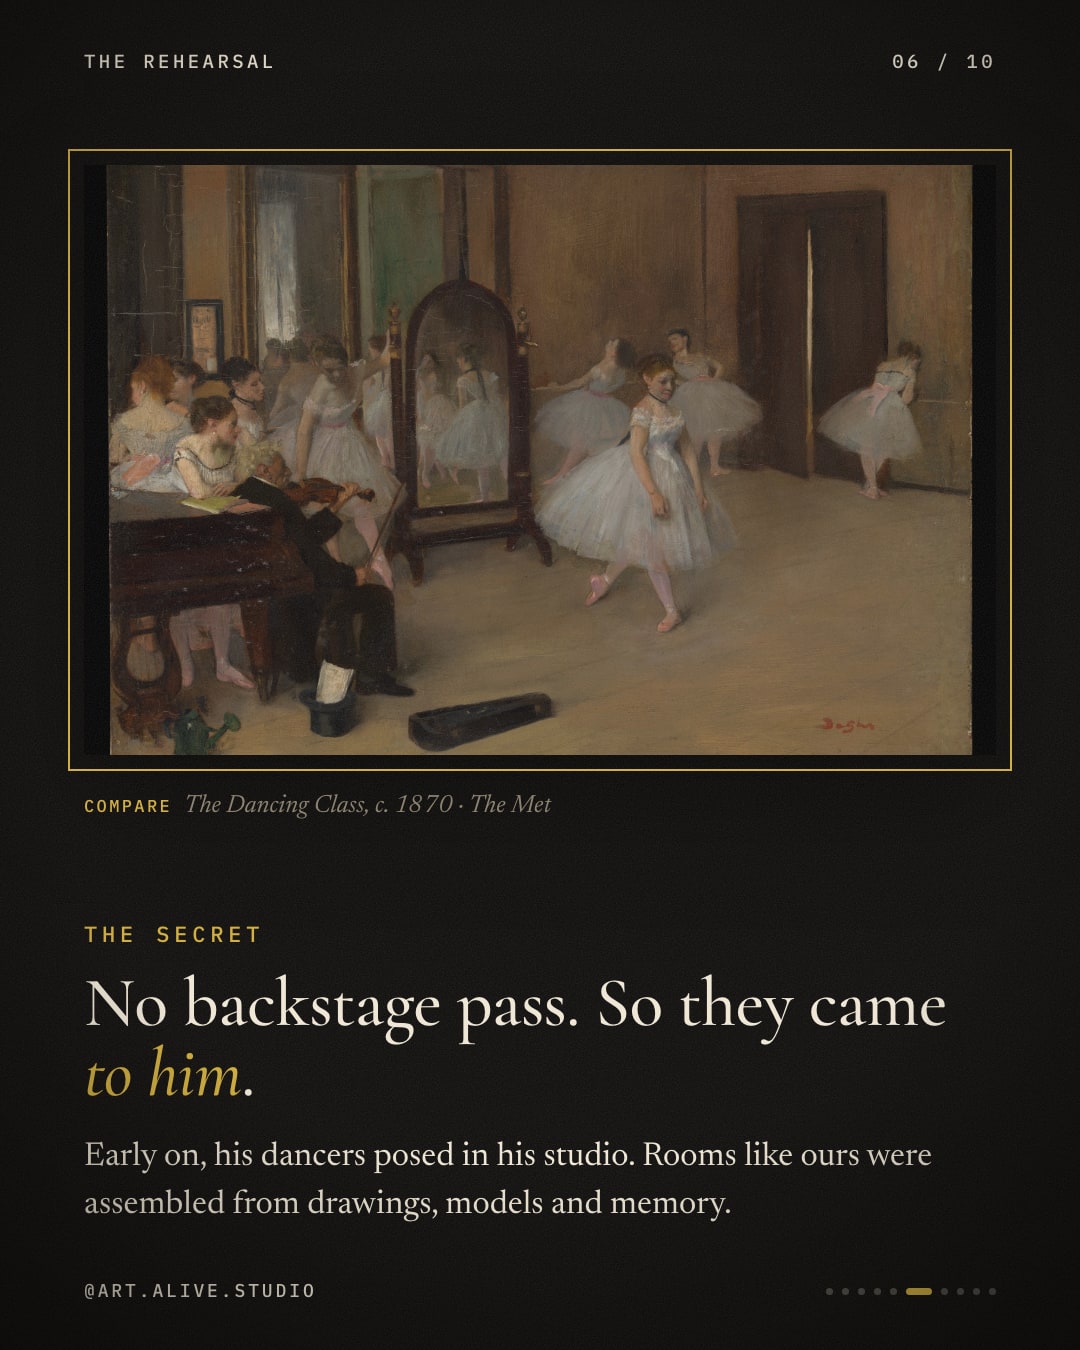 THE REHEARSAL
06 / 10
Degas
COMPARE The Dancing Class, c. 1870 · The Met
THE SECRET
No backstage pass. So they came
to him.
Early on, his dancers posed in his studio. Rooms like ours were
assembled from drawings, models and memory.
@ART.ALIVE.STUDIO